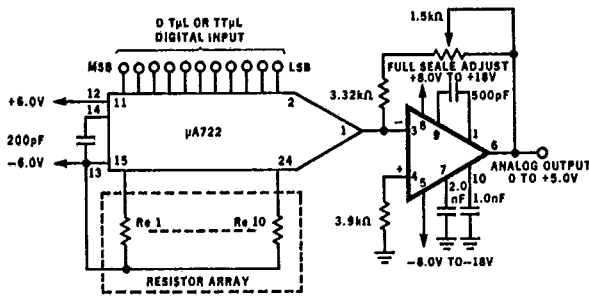 D TμL OR TTμL
DIGITAL INPUT
1.5kΩ
MSB
LSB
FULL SEALE ADJUST
+8.0V TO +18V
500pF
3.32kΩ
+6.0V
12
11
2
14
200pF
μA722
1
-6.0V
13
15
24
3
8
9
1
6
4
5
7
10
-
+
2.0
nF
1.0nF
ANALOG OUTPUT
0 TO +5.0V
3.9kΩ
-8.0V TO-18V
Re 1
Re 10
RESISTOR ARRAY